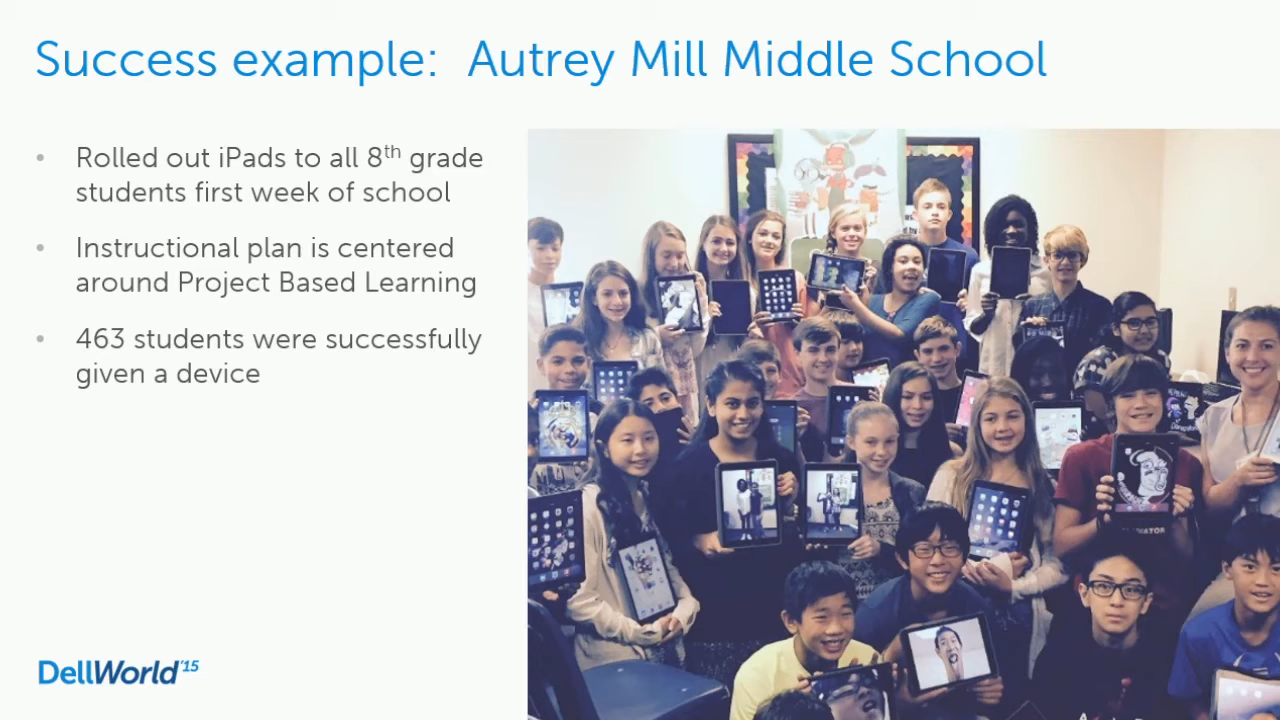 Success example: Autrey Mill Middle School
• Rolled out iPads to all 8th grade
students first week of school
• Instructional plan is centered
around Project Based Learning
• 463 students were successfully
given a device
DellWorld'15